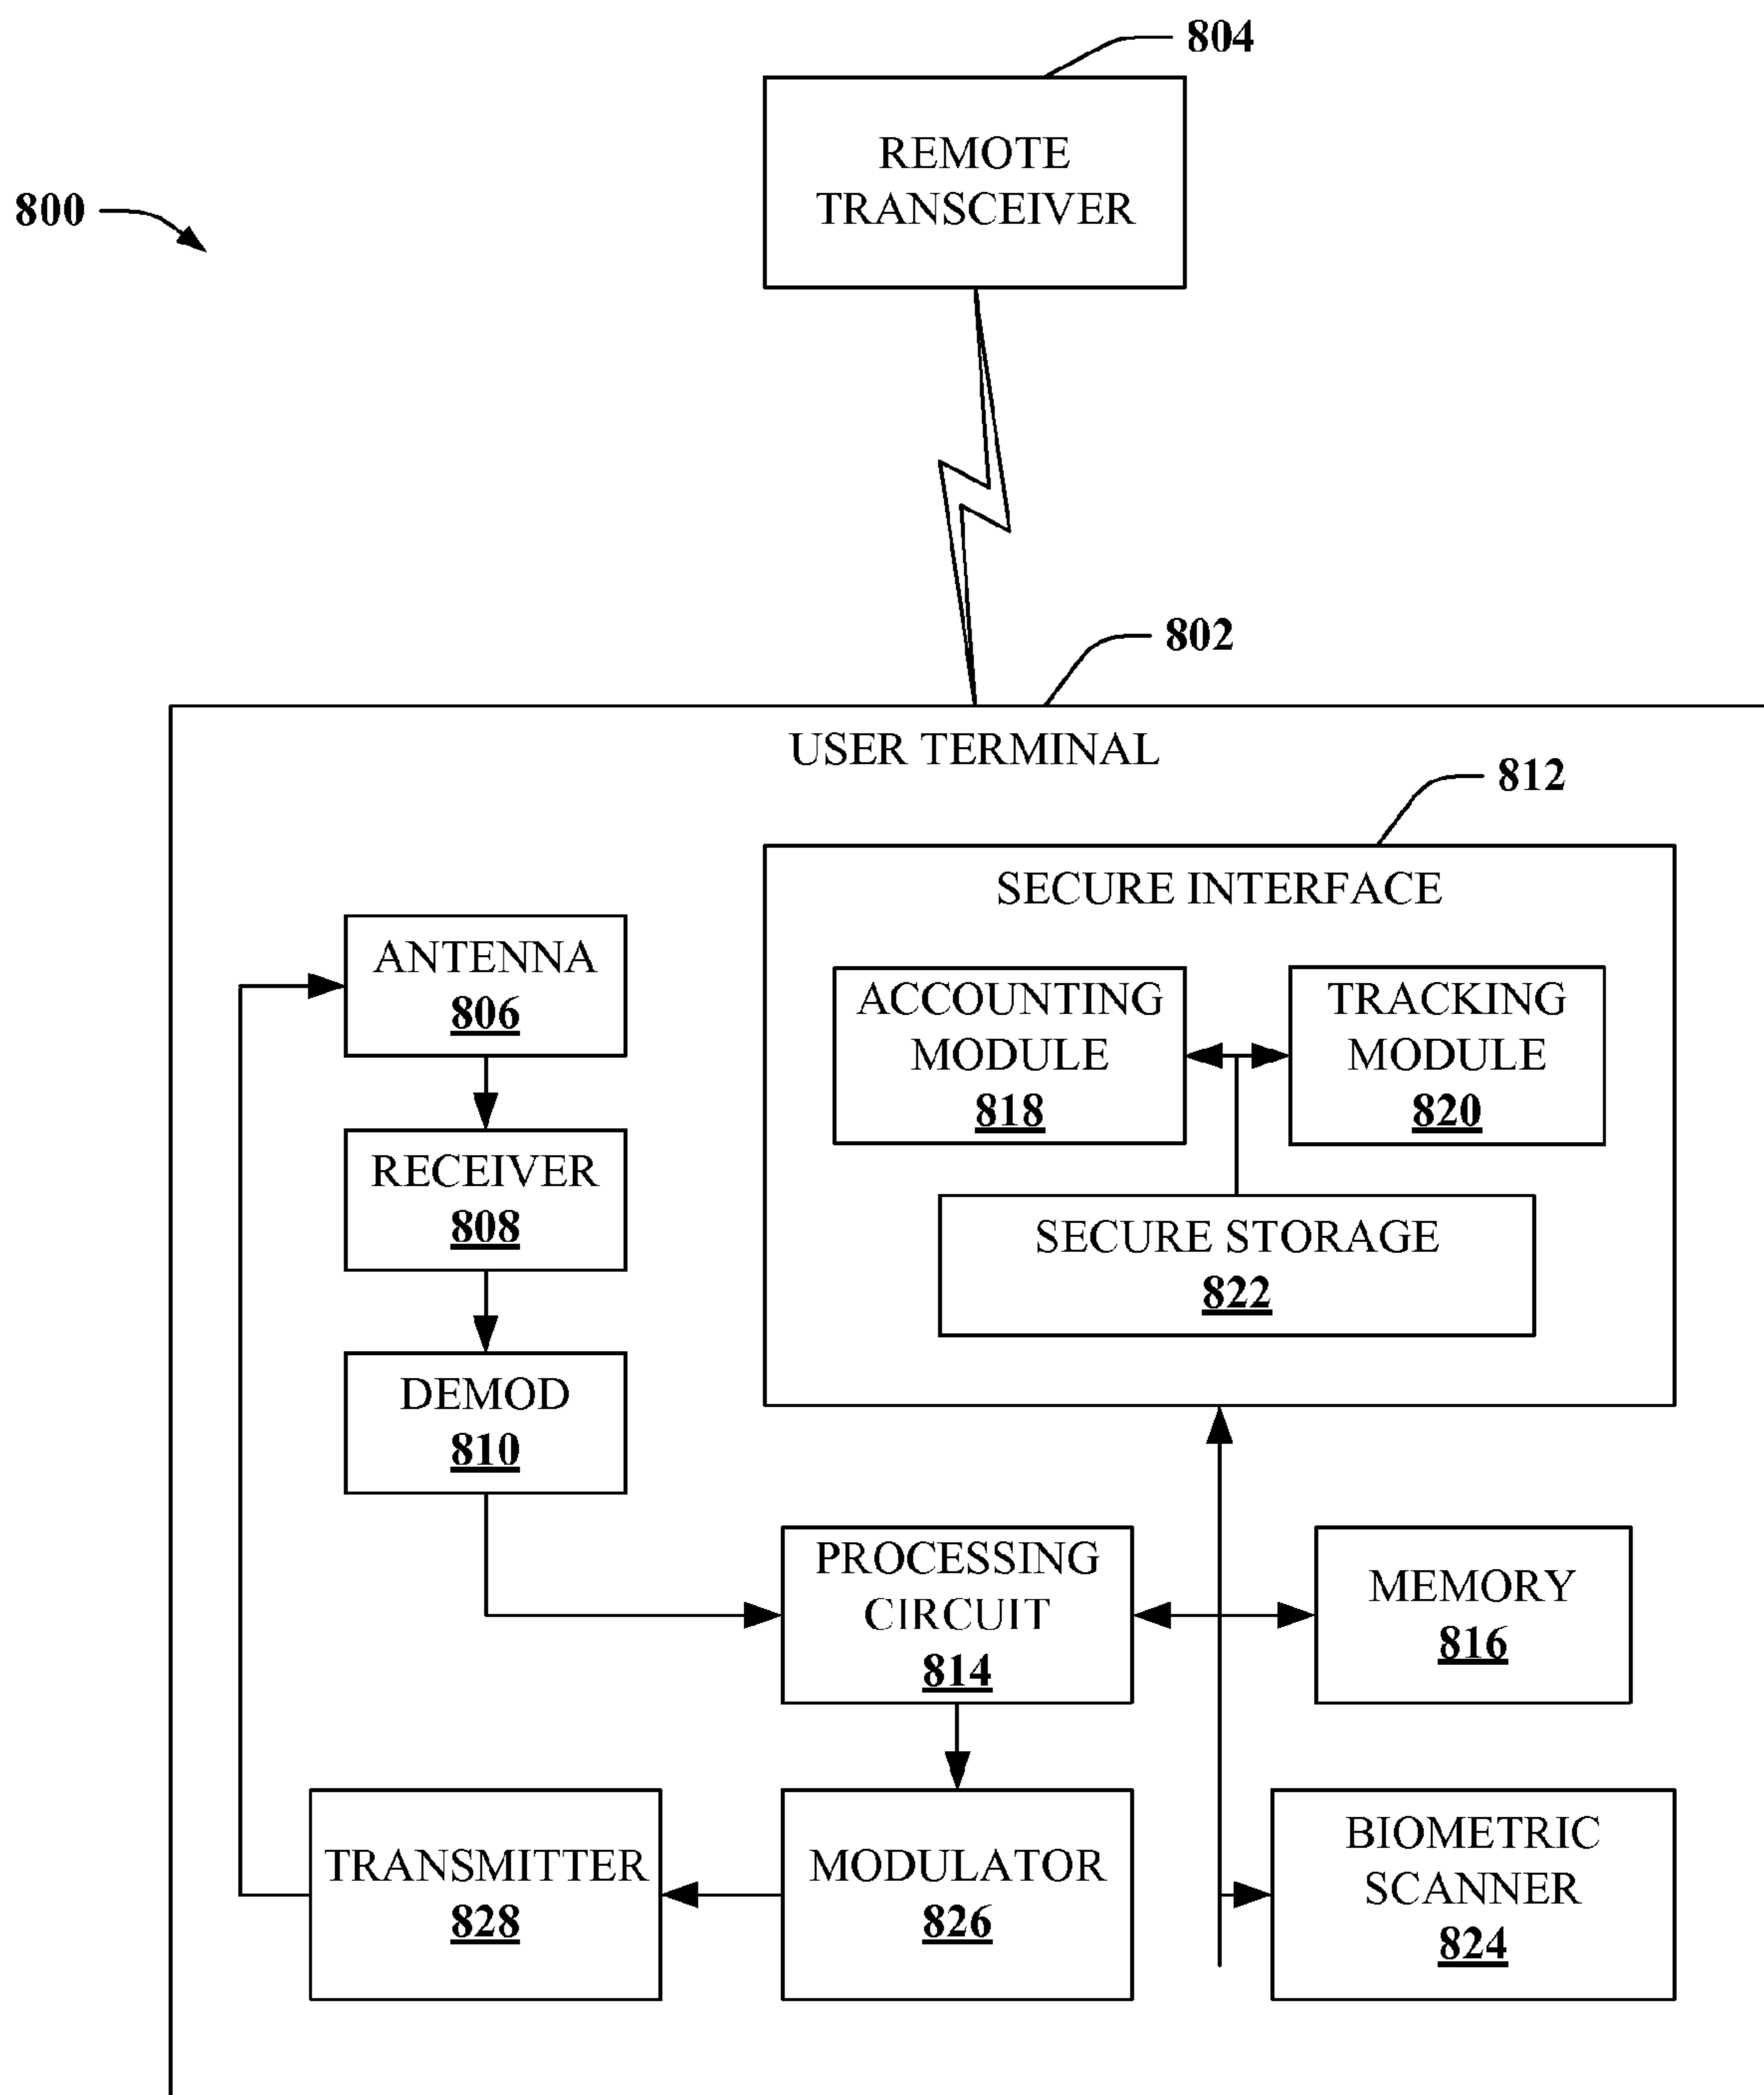 804
REMOTE
TRANSCEIVER
800
802
USER TERMINAL
812
SECURE INTERFACE
ANTENNA
806
ACCOUNTING
MODULE
818
TRACKING
MODULE
820
RECEIVER
808
SECURE STORAGE
822
DEMOD
810
PROCESSING
CIRCUIT
814
MEMORY
816
TRANSMITTER
828
MODULATOR
826
BIOMETRIC
SCANNER
824